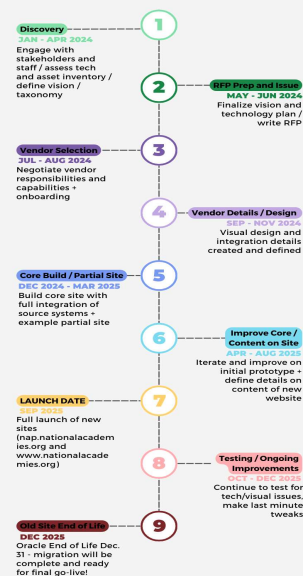 1
Discovery
JAN - APR 2024
Engage with
stakeholders and
staff / assess tech
and asset inventory /
define vision /
taxonomy
2
RFP Prep and Issue
MAY - JUN 2024
Finalize vision and
technology plan /
write RFP
3
Vendor Selection
JUL - AUG 2024
Negotiate vendor
responsibilities and
capabilities +
onboarding
4
Vendor Details / Design
SEP - NOV 2024
Visual design and
integration details
created and defined
5
Core Build / Partial Site
DEC 2024 - MAR 2025
Build core site with
full integration of
source systems +
example partial site
6
Improve Core /
Content on Site
APR - AUG 2025
Iterate and improve on
initial prototype +
define details on
content of new
website
7
LAUNCH DATE
SEP 2025
Full launch of new
sites
(nap.nationalacadem
ies.org and
www.nationalacade
mies.org)
8
Testing / Ongoing
Improvements
OCT - DEC 2025
Continue to test for
tech/visual issues,
make last minute
tweaks
9
Old Site End of Life
DEC 2025
Oracle End of Life Dec.
31 - migration will be
complete and ready
for final go-live!